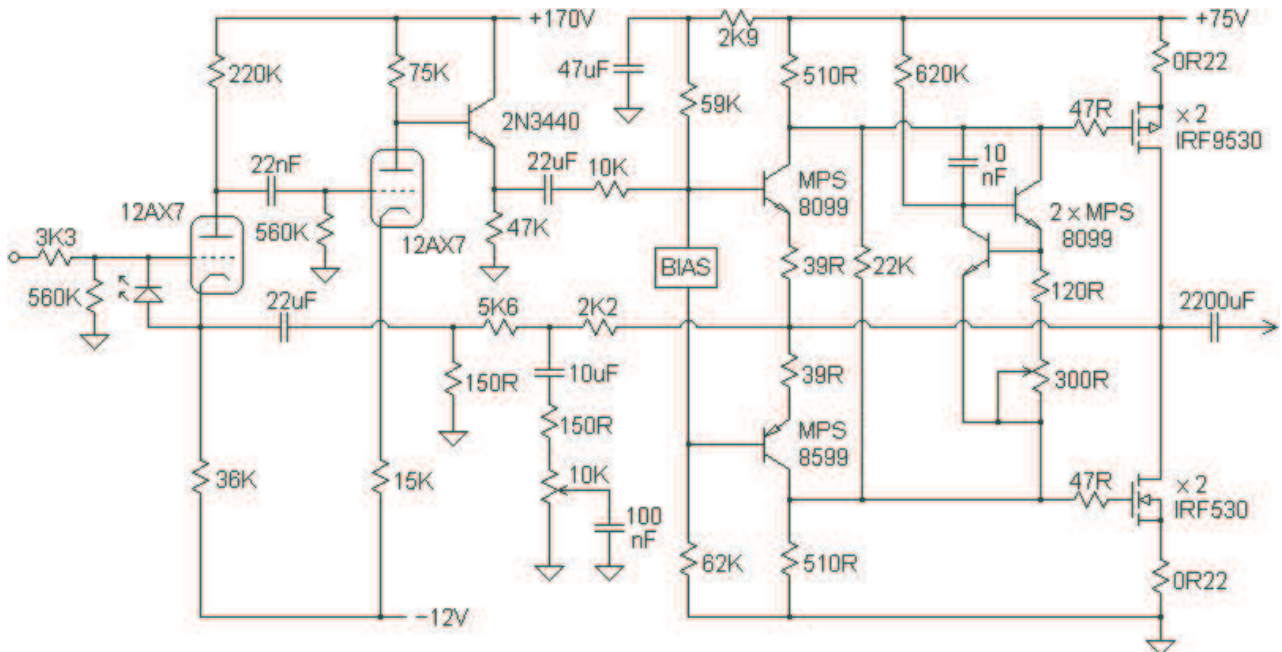 +170V
+75V
2K9
0R22
220K
75K
47uF
510R
620K
2N3440
59K
47R
x 2
IRF9530
22nF
22uF
10K
MPS
8099
10
nF
12AX7
560K
12AX7
47K
2 x MPS
8099
3K3
BIAS
39R
22K
560K
22uF
5K6
2K2
120R
2200uF
150R
10uF
39R
300R
150R
MPS
8599
36K
15K
10K
47R
x 2
IRF530
100
nF
62K
510R
0R22
-12V